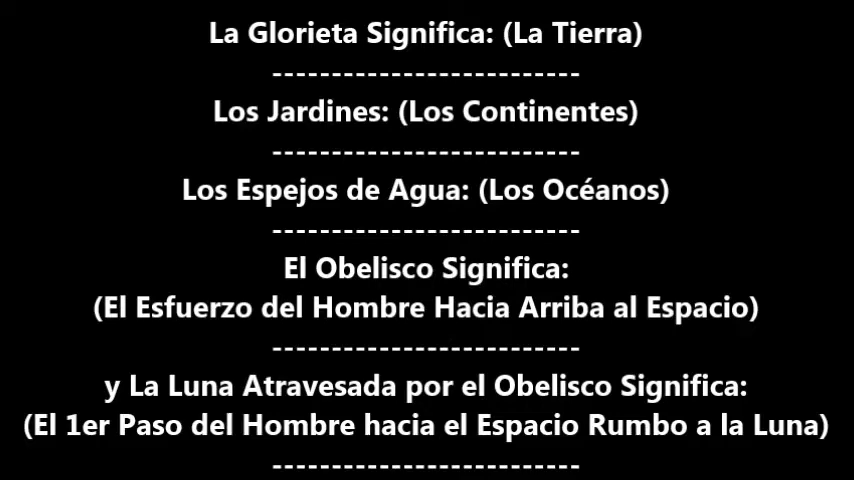 La Glorieta Significa: (La Tierra)
--------------------------
Los Jardines: (Los Continentes)
--------------------------
Los Espejos de Agua: (Los Océanos)
--------------------------
El Obelisco Significa:
(El Esfuerzo del Hombre Hacia Arriba al Espacio)
--------------------------
y La Luna Atravesada por el Obelisco Significa:
(El 1er Paso del Hombre hacia el Espacio Rumbo a la Luna)
--------------------------